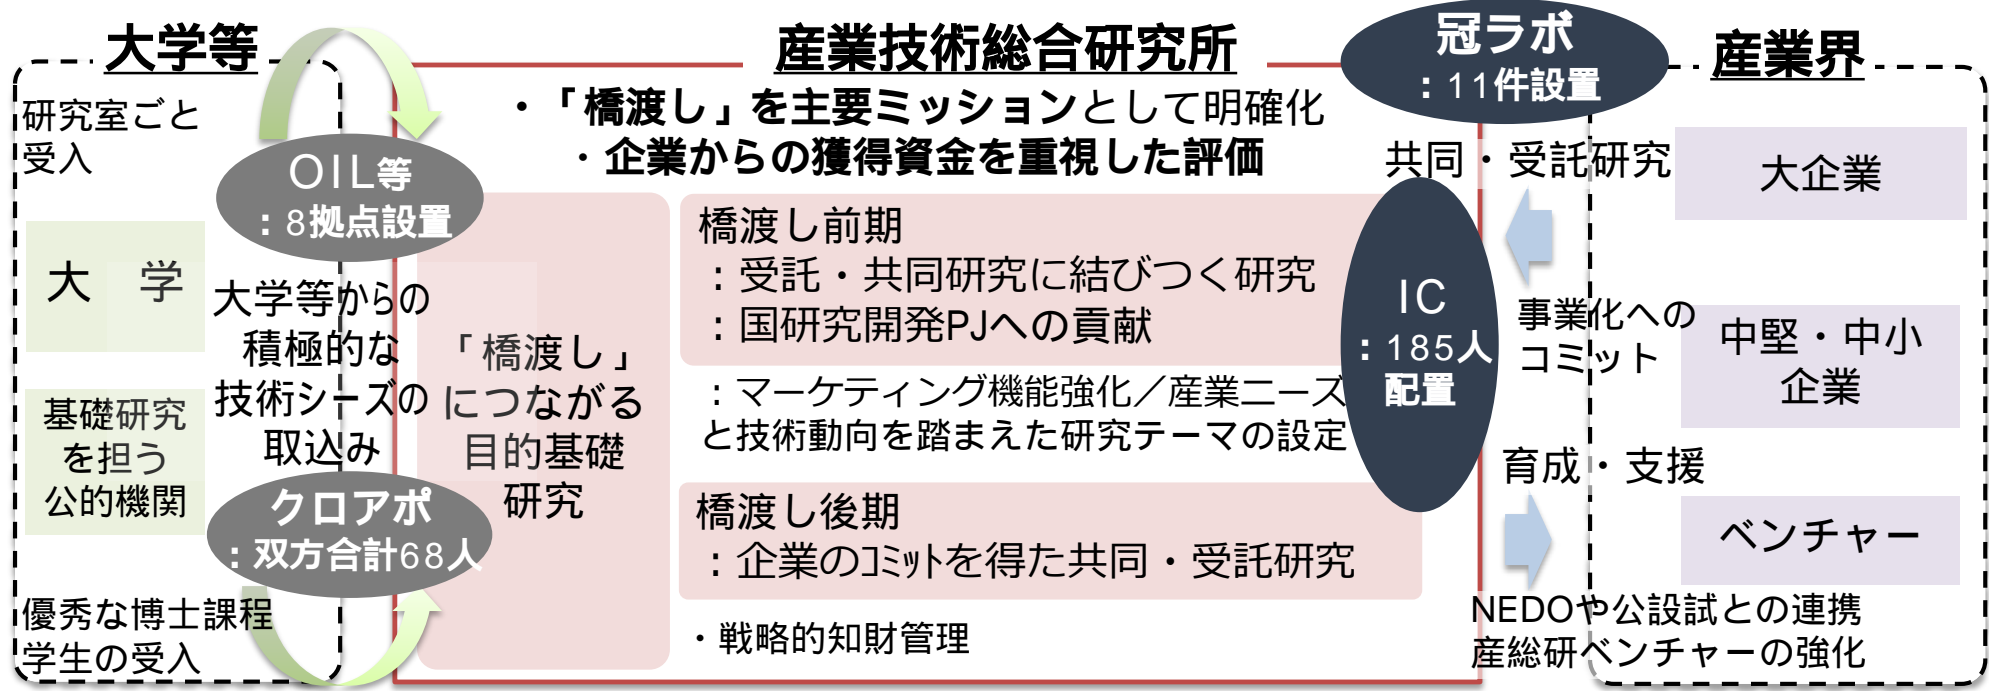 大学等
研究室ごと
受入
OIL等
：8拠点設置
大　学
基礎研究
を担う
公的機関
大学等からの
積極的な
技術シーズの
取込み
クロアポ
：双方合計68人
優秀な博士課程
学生の受入
産業技術総合研究所
・「橋渡し」を主要ミッションとして明確化
・企業からの獲得資金を重視した評価
「橋渡し」
につながる
目的基礎
研究
橋渡し前期
：受託・共同研究に結びつく研究
：国研究開発PJへの貢献
：マーケティング機能強化／産業ニーズ
と技術動向を踏まえた研究テーマの設定
橋渡し後期
：企業のｺﾐｯﾄを得た共同・受託研究
・戦略的知財管理
冠ラボ
：11件設置
IC
：185人
配置
産業界
共同・受託研究
大企業
事業化への
コミット
中堅・中小
企業
育成・支援
ベンチャー
NEDOや公設試との連携
産総研ベンチャーの強化